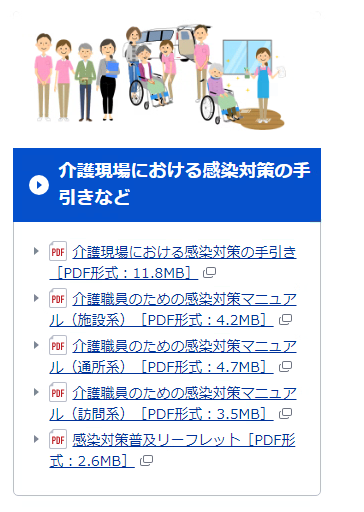 介護現場における感染対策の手
引きなど
PDF 介護現場における感染対策の手引き
［PDF形式：11.8MB］
PDF 介護職員のための感染対策マニュア
ル（施設系）［PDF形式：4.2MB］
PDF 介護職員のための感染対策マニュア
ル（通所系）［PDF形式：4.7MB］
PDF 介護職員のための感染対策マニュア
ル（訪問系）［PDF形式：3.5MB］
PDF 感染対策普及リーフレット［PDF形
式：2.6MB］